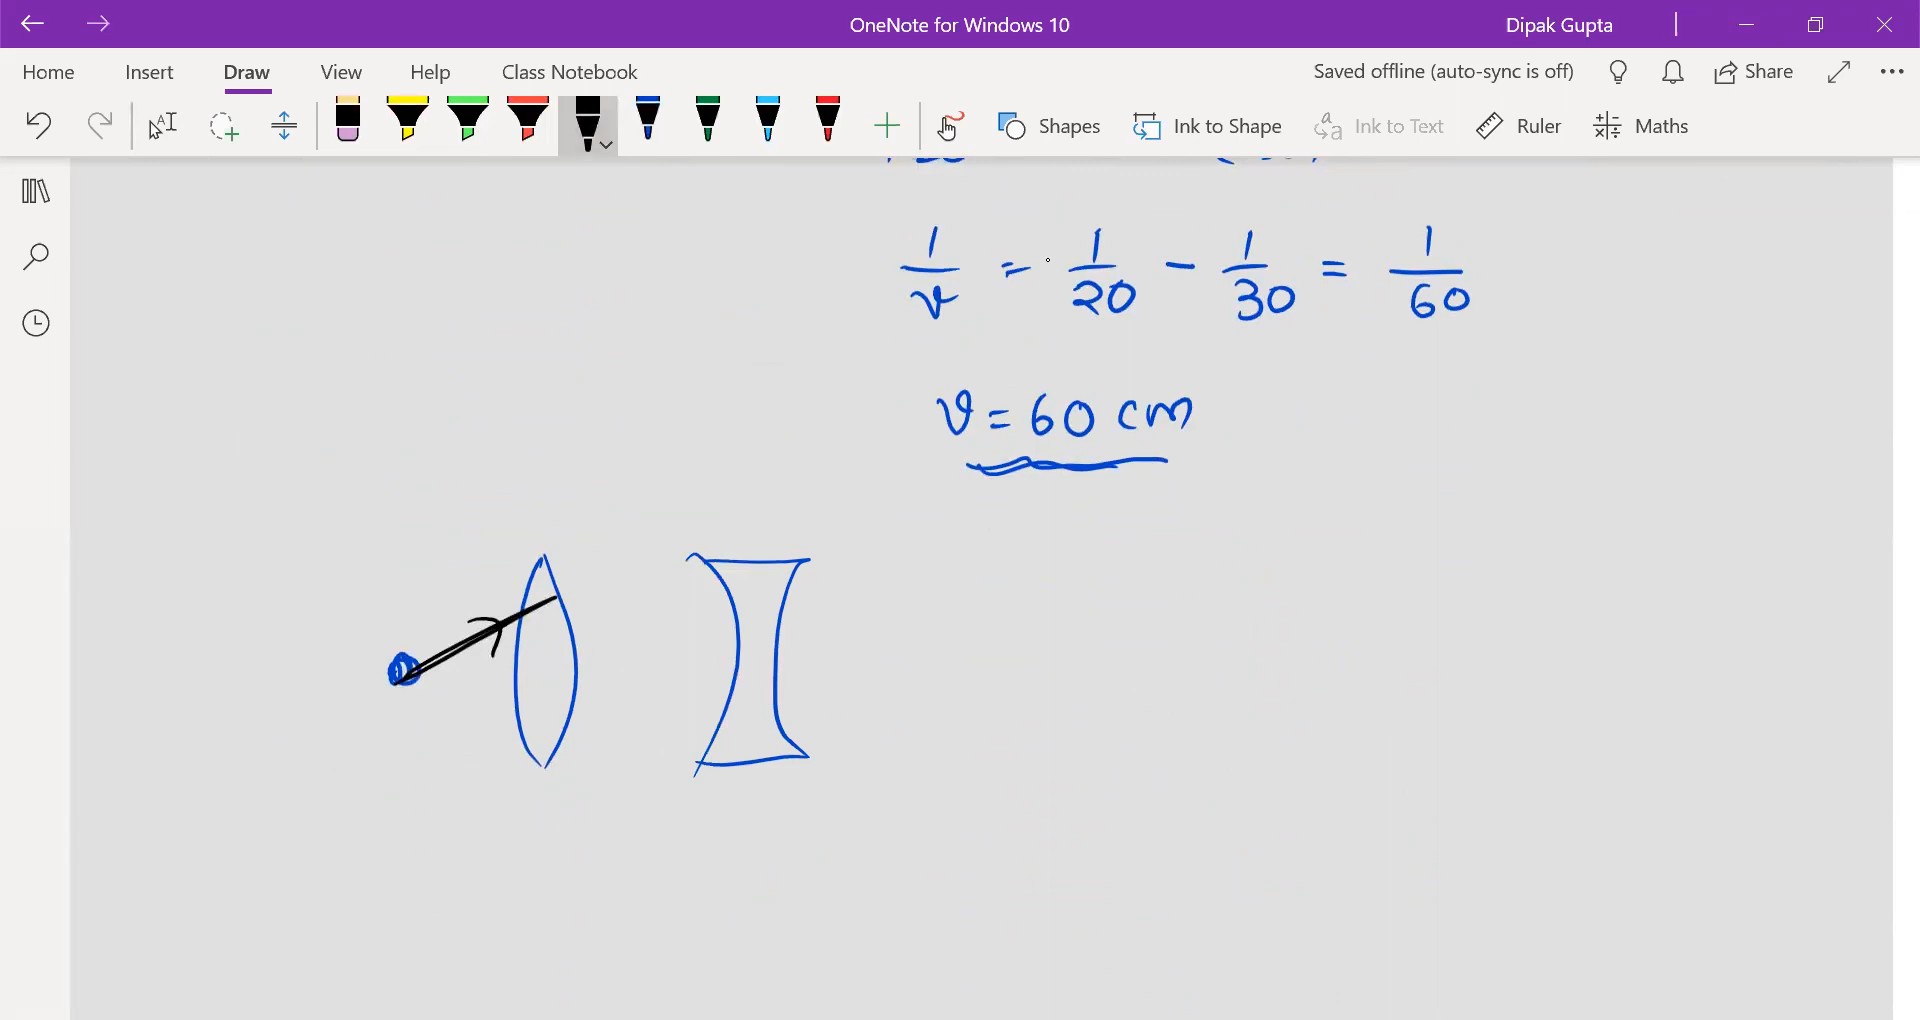 OneNote for Windows 10
Dipak Gupta
Home Insert Draw View Help Class Notebook
Saved offline (auto-sync is off) Share
Shapes Ink to Shape Ink to Text Ruler Maths
1/v = 1/20 - 1/30 = 1/60
v = 60 cm